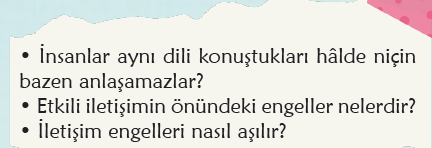 • İnsanlar aynı dili konuştukları hâlde niçin
bazen anlaşamazlar?
• Etkili iletişimin önündeki engeller nelerdir?
• İletişim engelleri nasıl aşılır?